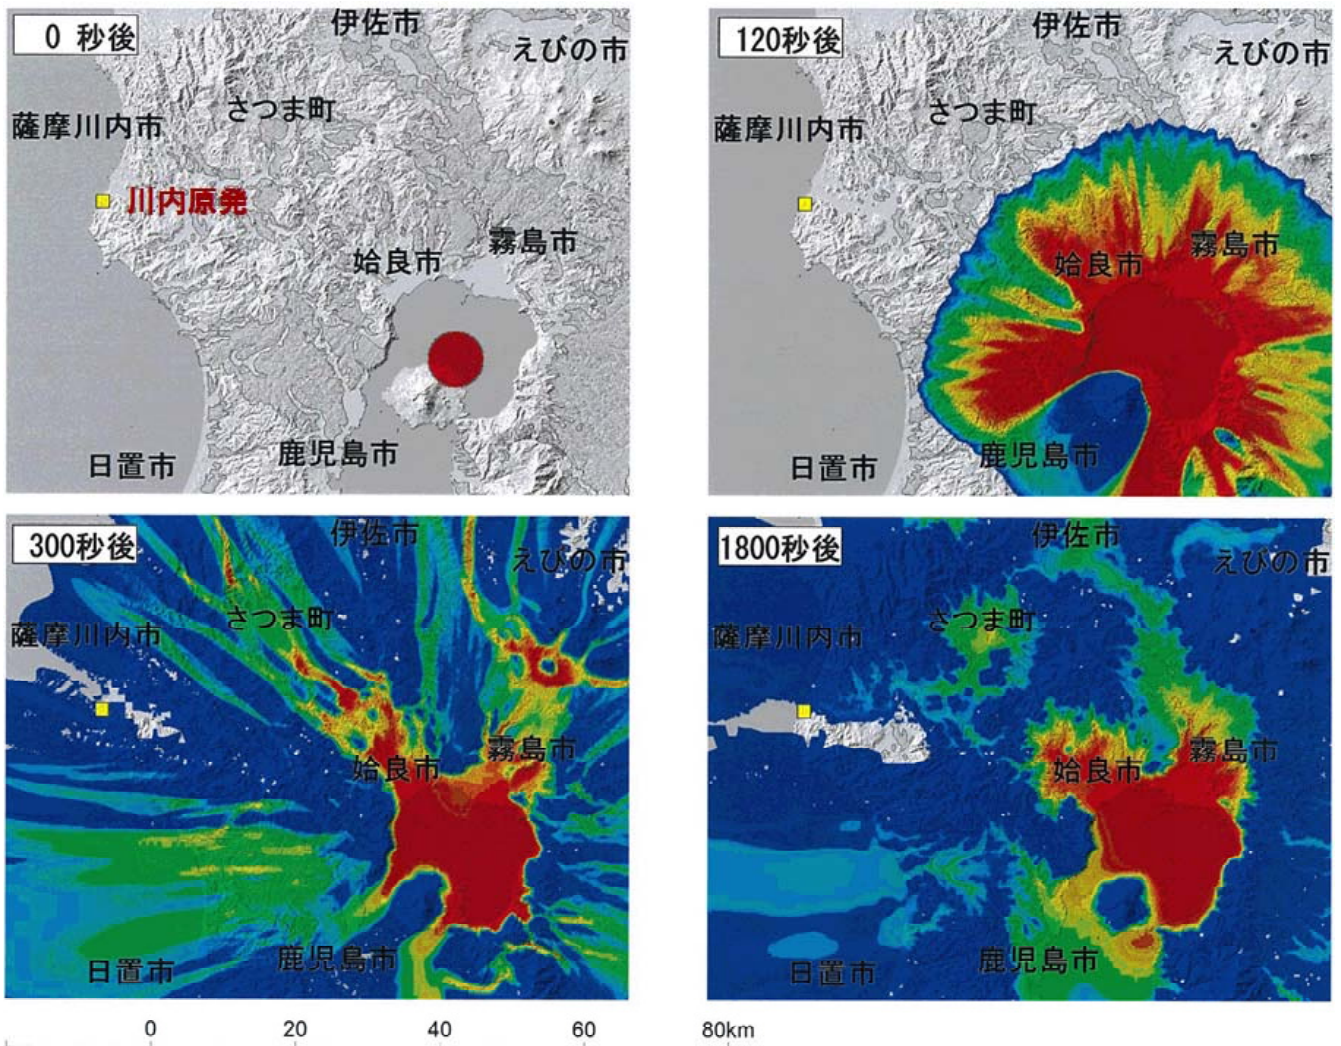 0 秒後
伊佐市
えびの市
さつま町
薩摩川内市
川内原発
霧島市
姶良市
鹿児島市
日置市
120秒後
伊佐市
えびの市
さつま町
薩摩川内市
霧島市
姶良市
鹿児島市
日置市
300秒後
伊佐市
えびの市
さつま町
薩摩川内市
霧島市
姶良市
鹿児島市
日置市
1800秒後
伊佐市
えびの市
さつま町
薩摩川内市
霧島市
姶良市
鹿児島市
日置市
0 20 40 60 80km